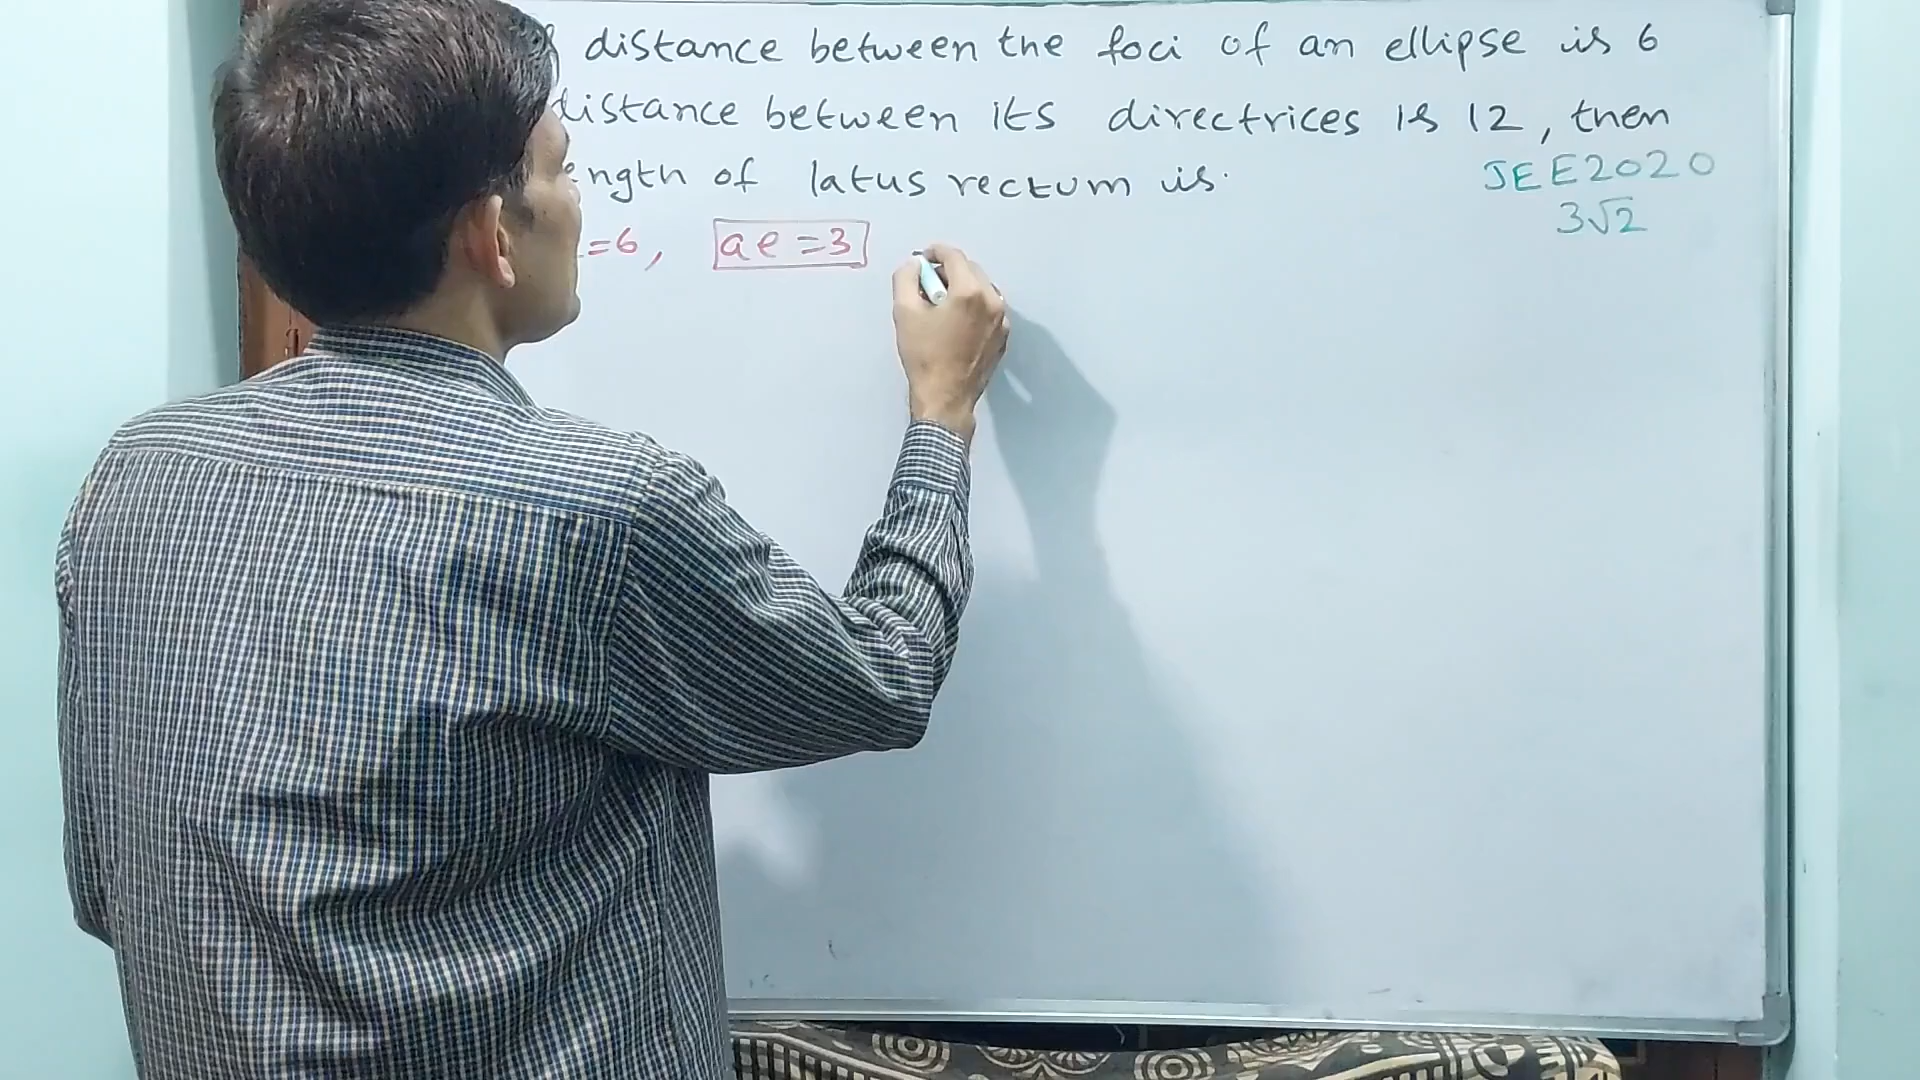 distance between the foci of an ellipse is 6
distance between its directrices is 12, then
length of latus rectum is.
JEE2020
3√2
=6, ae=3